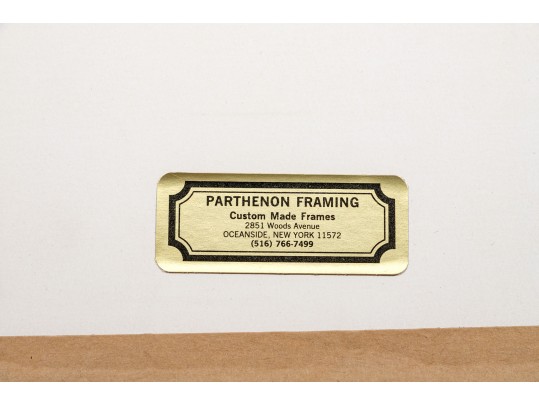 PARTHENON FRAMING
Custom Made Frames
2851 Woods Avenue
OCEANSIDE, NEW YORK 11572
(516) 766-7499